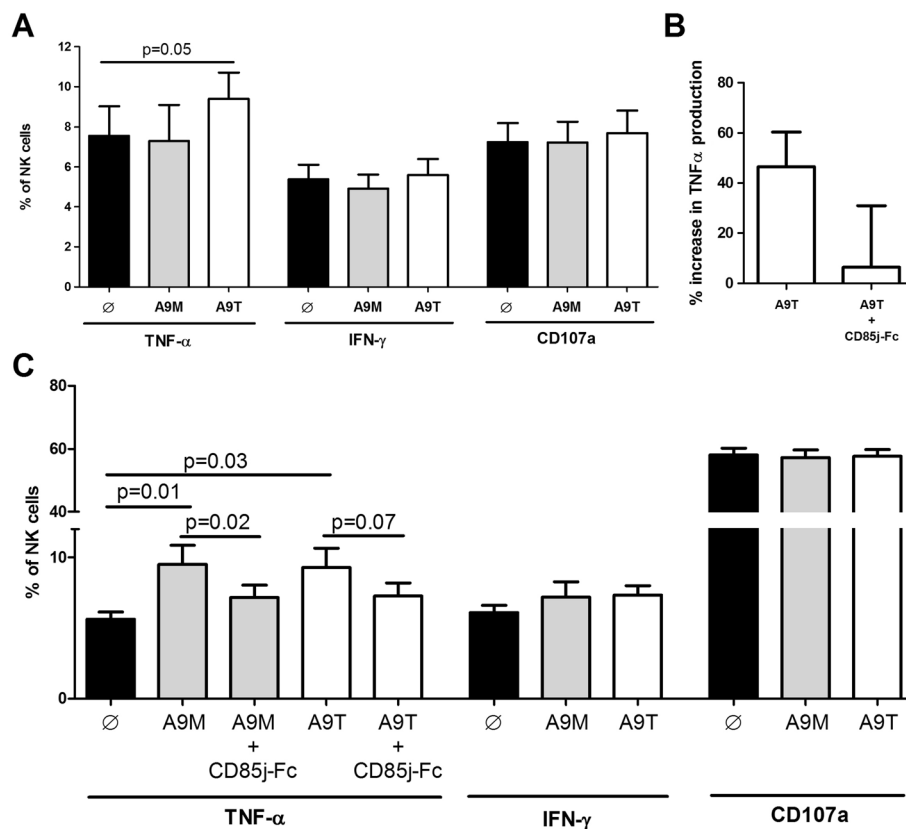 A
% of NK cells
12
10
8
6
4
2
0
p=0.05
∅ A9M A9T ∅ A9M A9T ∅ A9M A9T
TNF-α IFN-γ CD107a
B
% increase in TNFα production
80
60
40
20
0
A9T A9T
+
CD85j-Fc
C
% of NK cells
80
60
40
10
0
p=0.03
p=0.01
p=0.02
p=0.07
∅ A9M A9M A9T A9T ∅ A9M A9T ∅ A9M A9T
+ +
CD85j-Fc CD85j-Fc
TNF-α IFN-γ CD107a